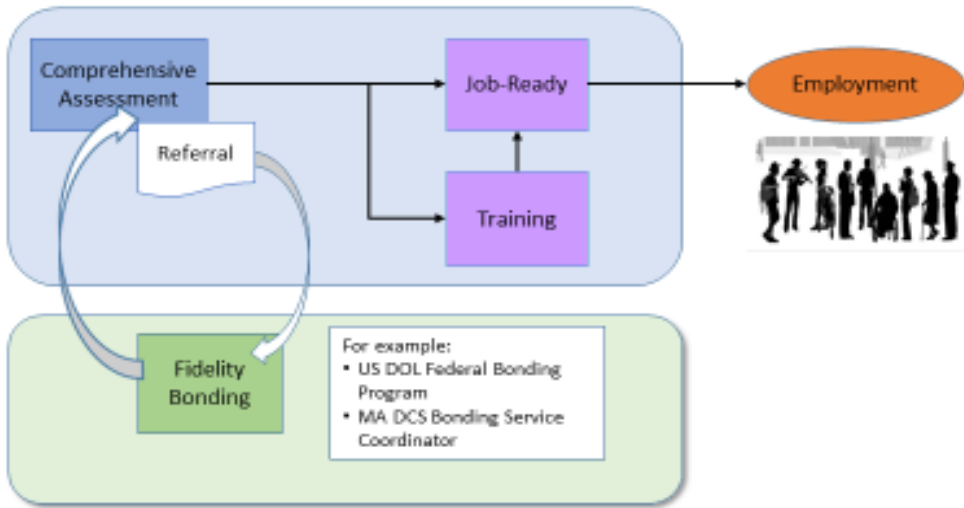 Comprehensive
Assessment
Referral
Job-Ready
Training
Employment
Fidelity
Bonding
For example:
• US DOL Federal Bonding
Program
• MA DCS Bonding Service
Coordinator